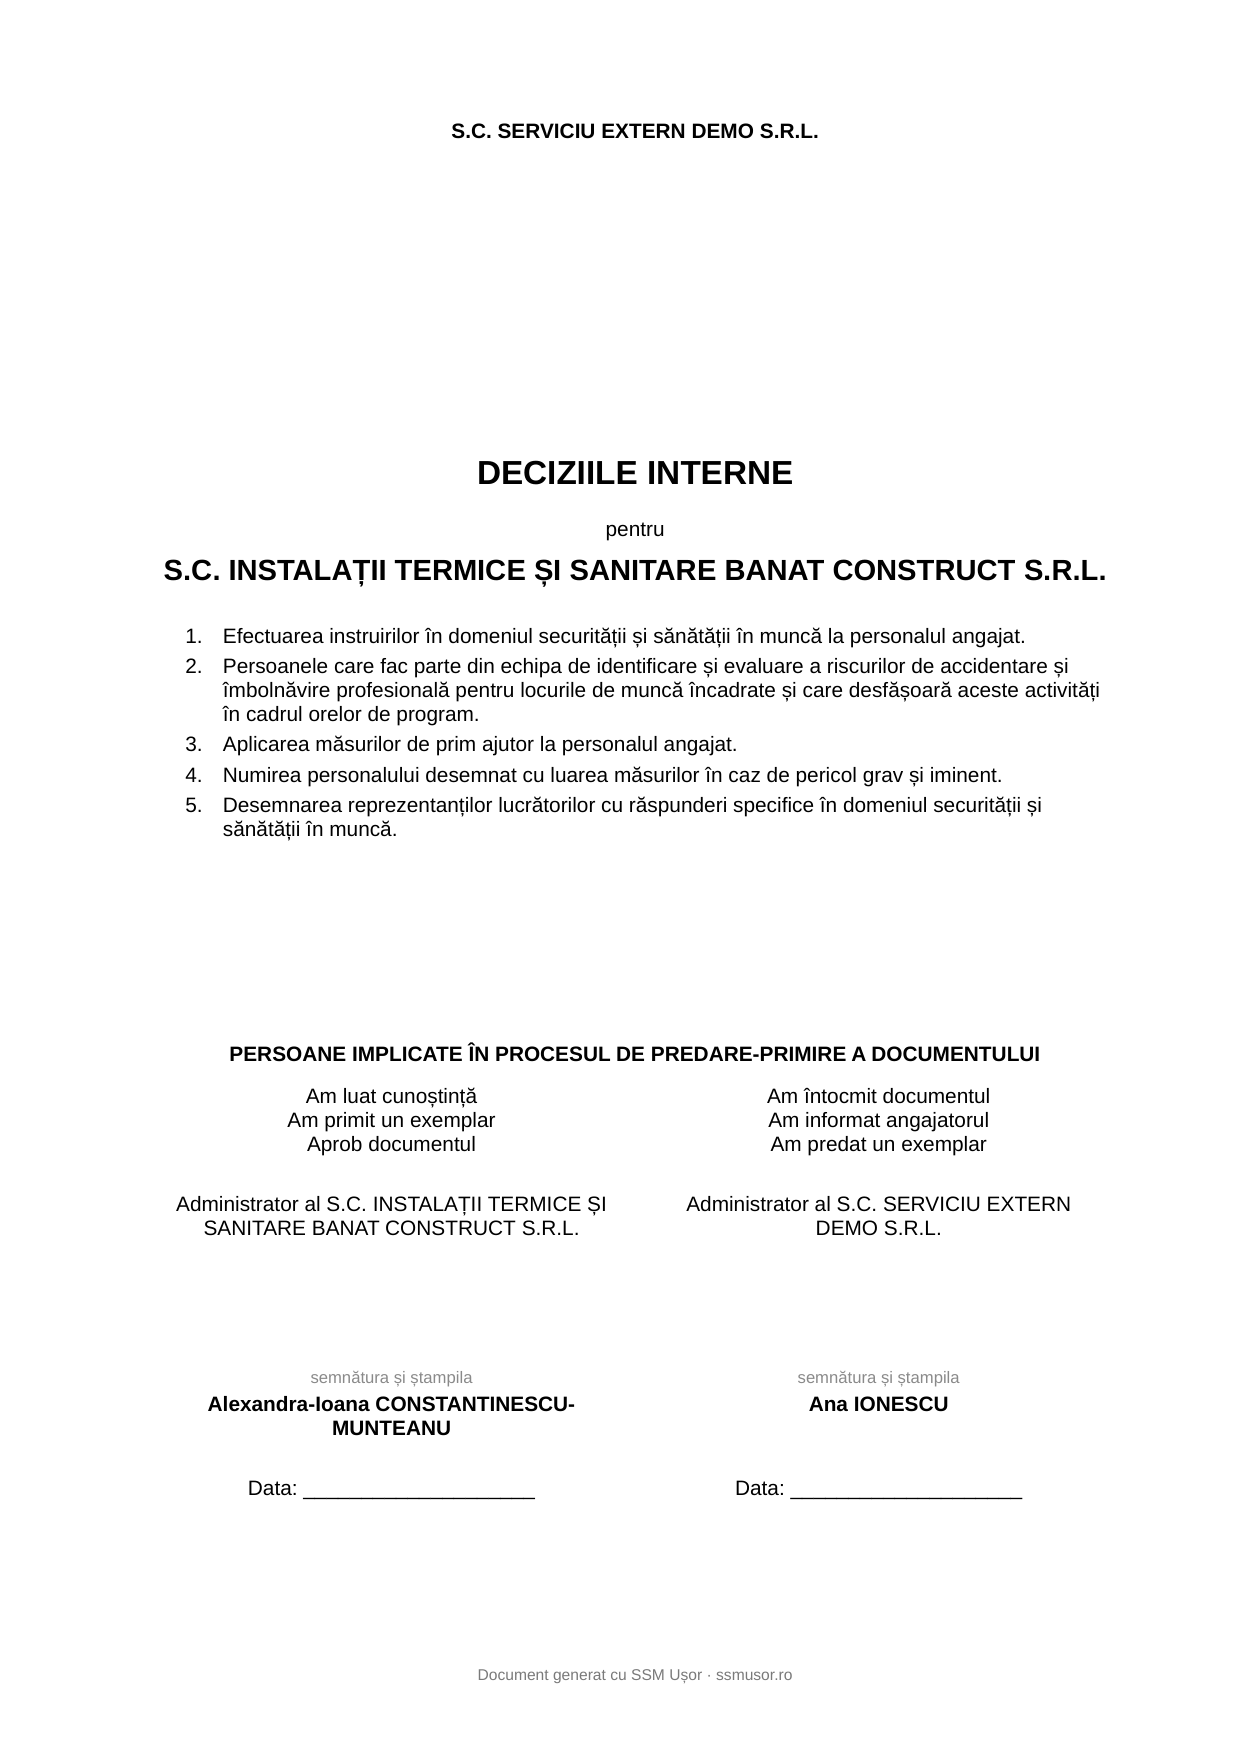 S.C. SERVICIU EXTERN DEMO S.R.L.
DECIZIILE INTERNE
pentru
S.C. INSTALAȚII TERMICE ȘI SANITARE BANAT CONSTRUCT S.R.L.
1. Efectuarea instruirilor în domeniul securității și sănătății în muncă la personalul angajat.
2. Persoanele care fac parte din echipa de identificare și evaluare a riscurilor de accidentare și
îmbolnăvire profesională pentru locurile de muncă încadrate și care desfășoară aceste activități
în cadrul orelor de program.
3. Aplicarea măsurilor de prim ajutor la personalul angajat.
4. Numirea personalului desemnat cu luarea măsurilor în caz de pericol grav și iminent.
5. Desemnarea reprezentanților lucrătorilor cu răspunderi specifice în domeniul securității și
sănătății în muncă.
PERSOANE IMPLICATE ÎN PROCESUL DE PREDARE-PRIMIRE A DOCUMENTULUI
Am luat cunoștință
Am primit un exemplar
Aprob documentul
Administrator al S.C. INSTALAȚII TERMICE ȘI
SANITARE BANAT CONSTRUCT S.R.L.
semnătura și ștampila
Alexandra-Ioana CONSTANTINESCU-
MUNTEANU
Data: ____________________
Am întocmit documentul
Am informat angajatorul
Am predat un exemplar
Administrator al S.C. SERVICIU EXTERN
DEMO S.R.L.
semnătura și ștampila
Ana IONESCU
Data: ____________________
Document generat cu SSM Ușor · ssmusor.ro